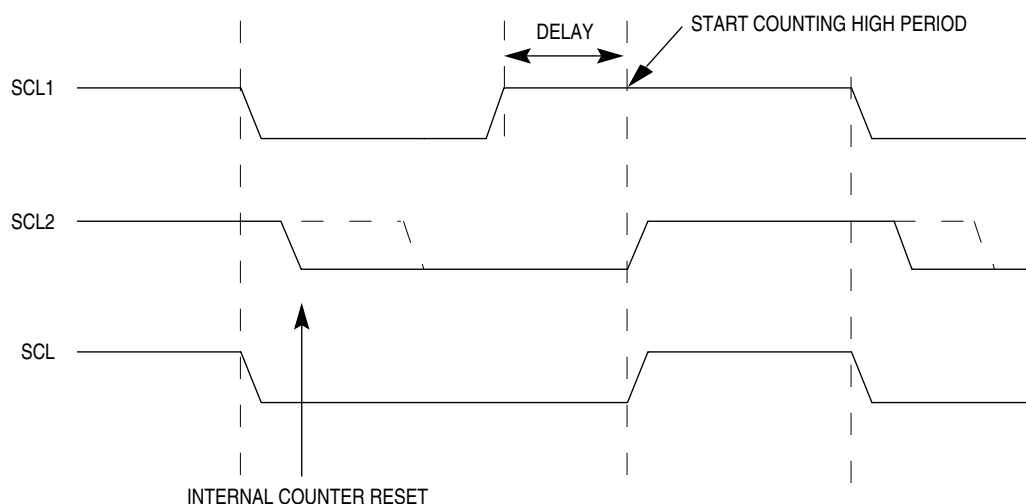 START COUNTING HIGH PERIOD
DELAY
SCL1
SCL2
SCL
INTERNAL COUNTER RESET